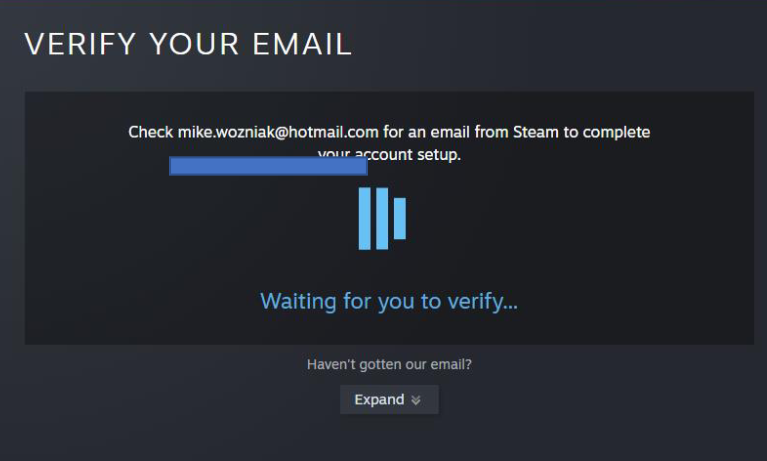 VERIFY YOUR EMAIL
Check mike.wozniak@hotmail.com for an email from Steam to complete
your account setup.
Waiting for you to verify...
Haven't gotten our email?
Expand